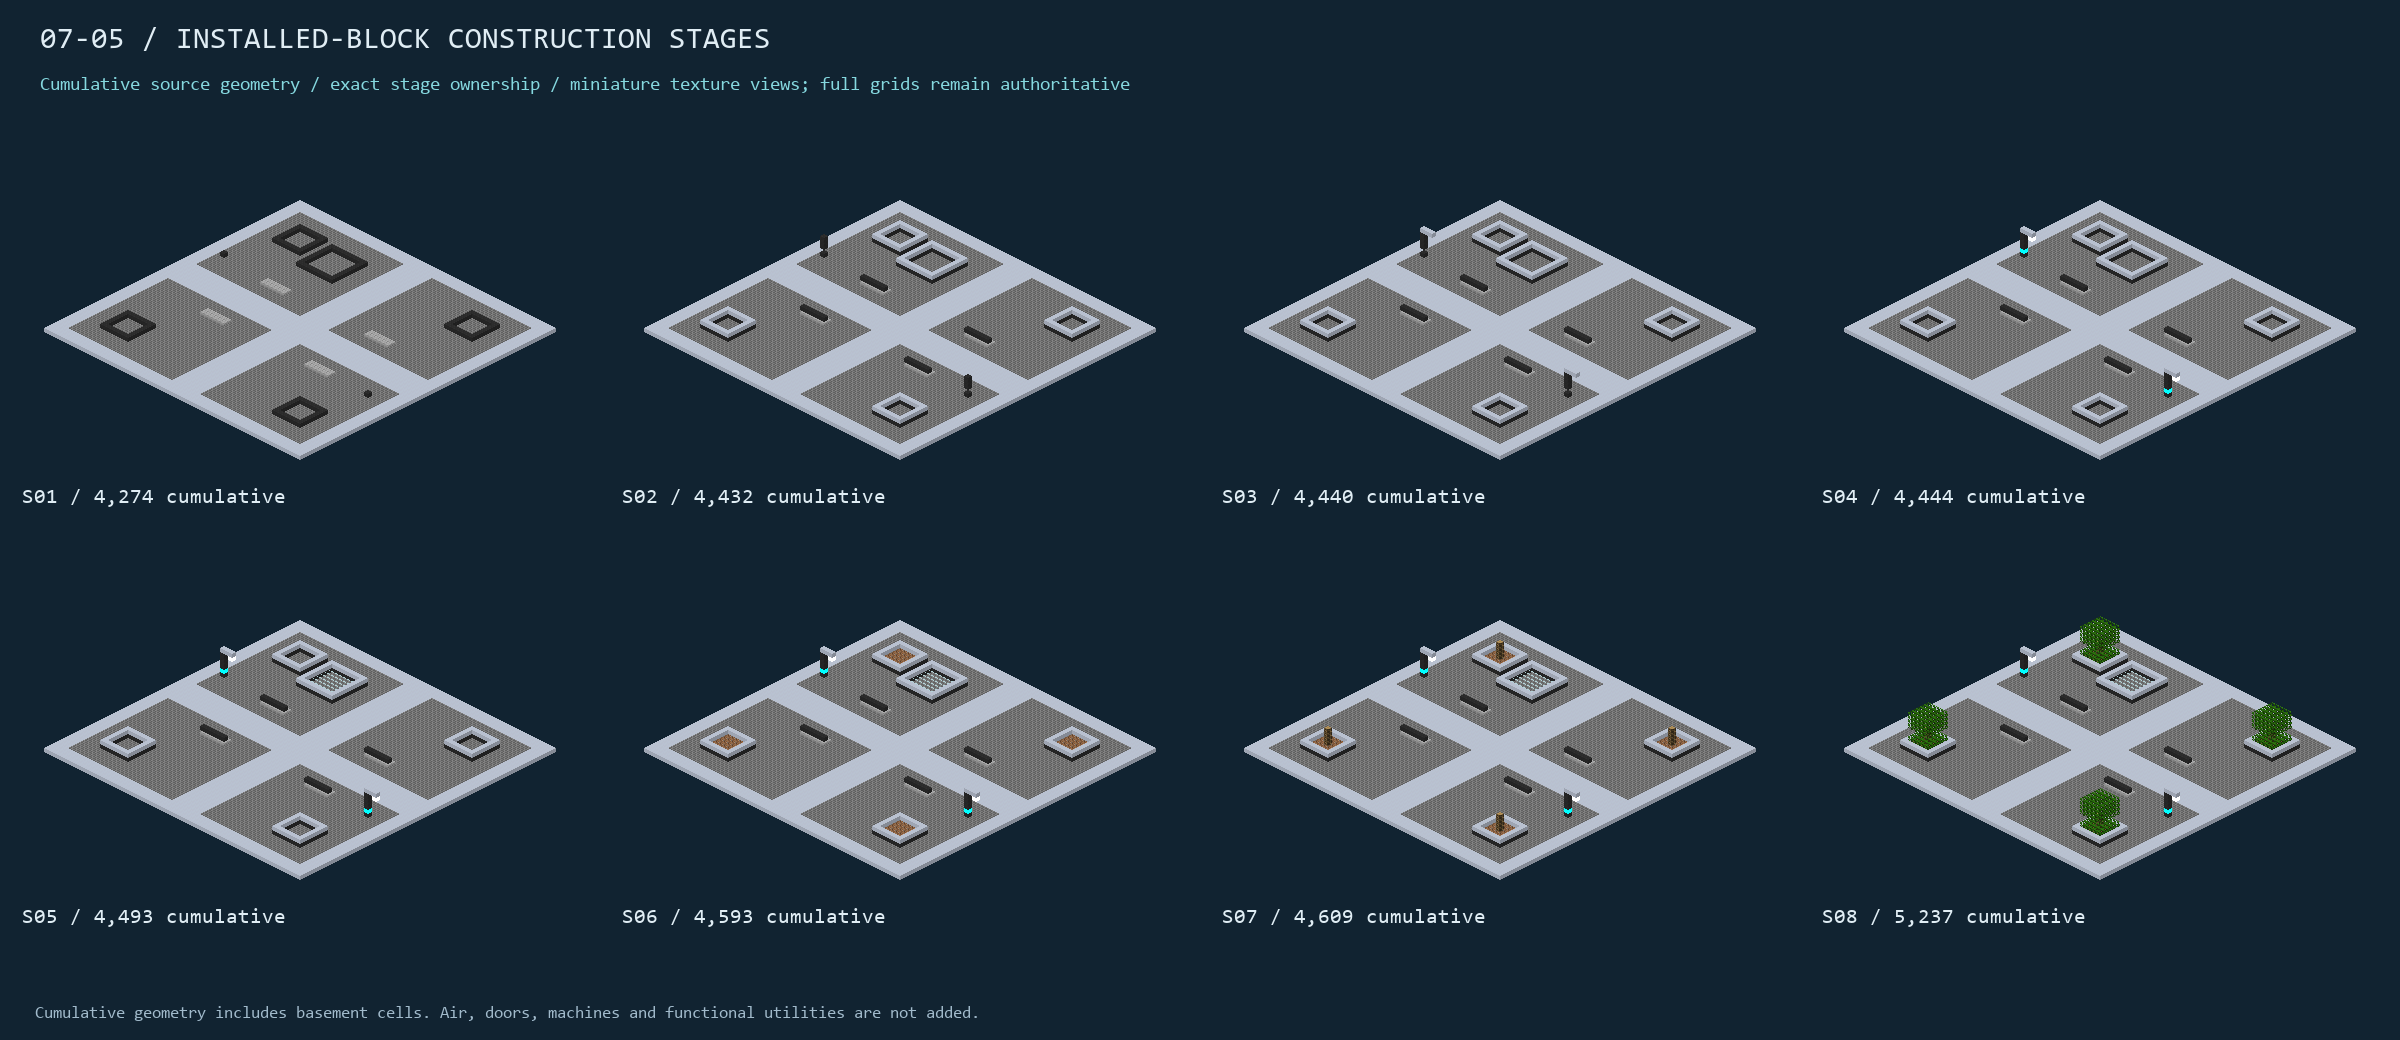 07-05 / INSTALLED-BLOCK CONSTRUCTION STAGES
Cumulative source geometry / exact stage ownership / miniature texture views; full grids remain authoritative
S01 / 4,274 cumulative
S02 / 4,432 cumulative
S03 / 4,440 cumulative
S04 / 4,444 cumulative
S05 / 4,493 cumulative
S06 / 4,593 cumulative
S07 / 4,609 cumulative
S08 / 5,237 cumulative
Cumulative geometry includes basement cells. Air, doors, machines and functional utilities are not added.